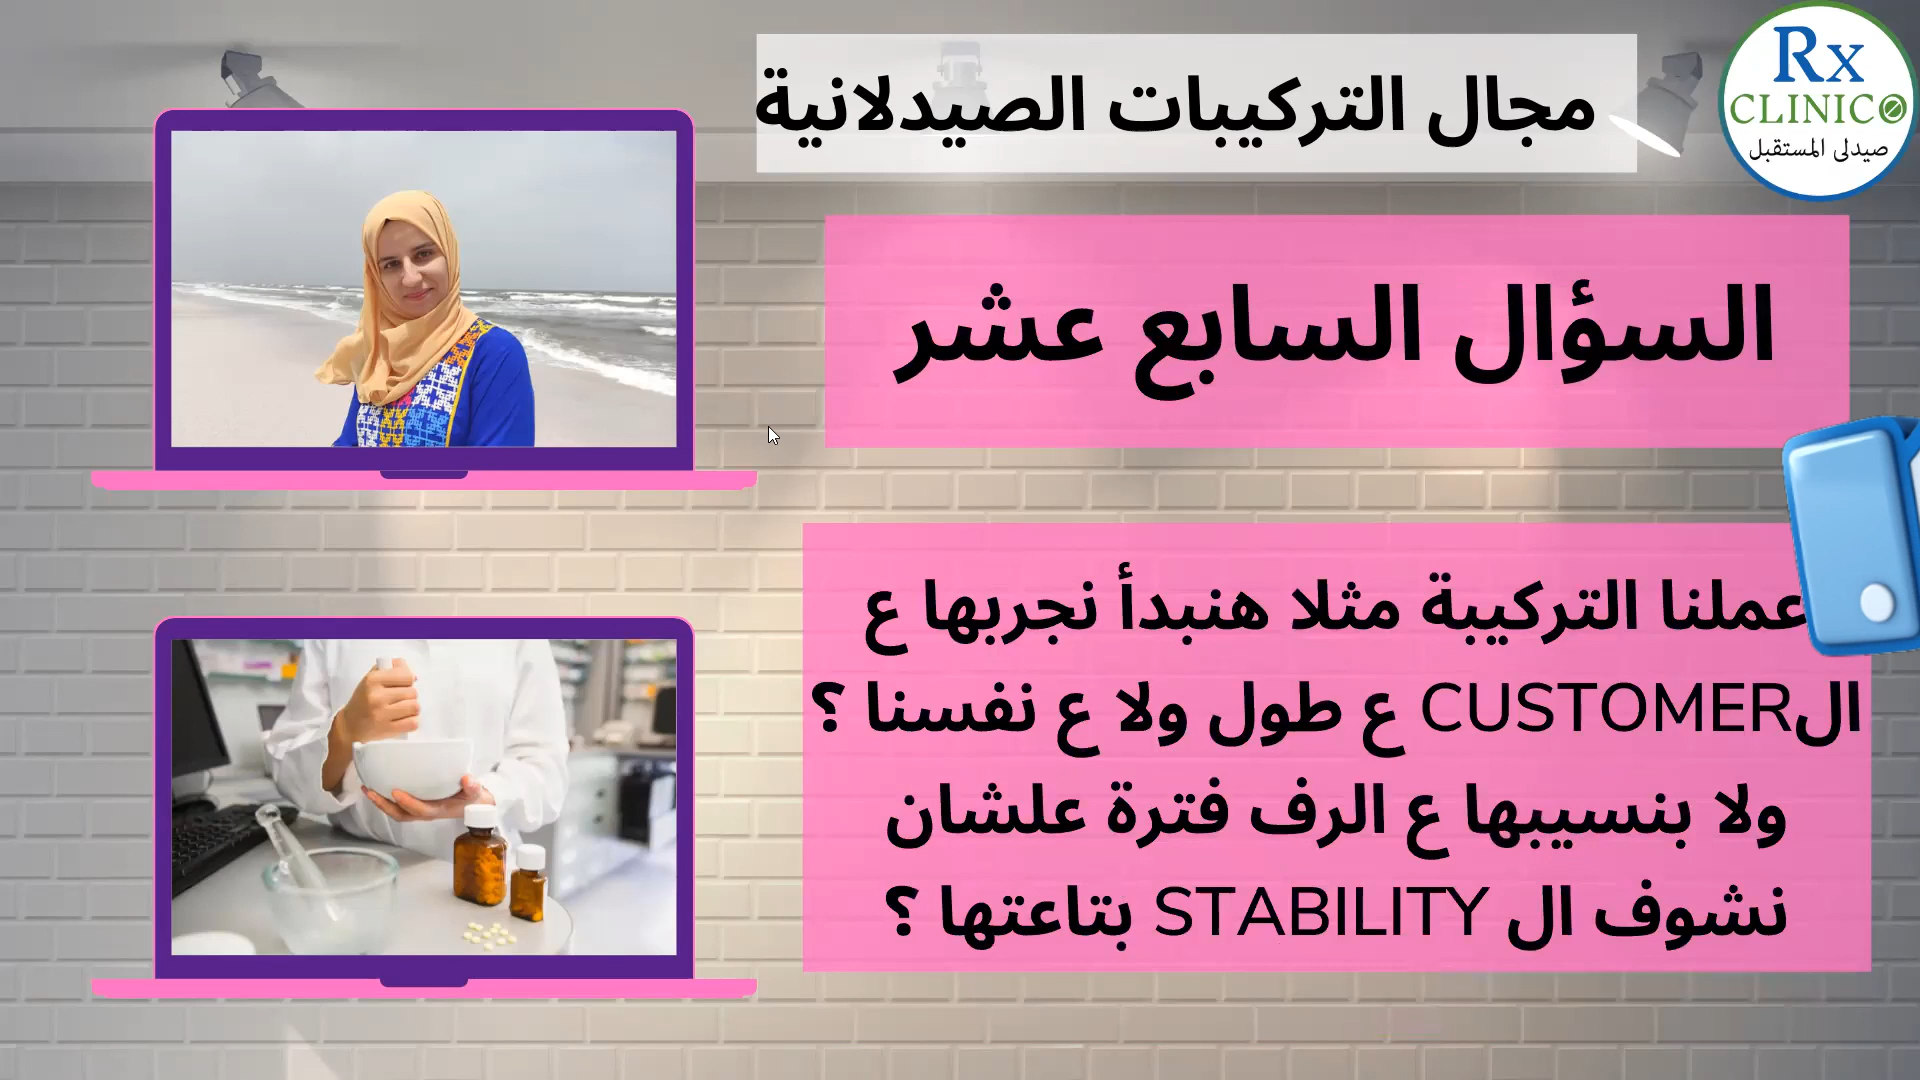 مجال التركيبات الصيدلانية
Rx
CLINICO
صيدلى المستقبل
السؤال السابع عشر
عملنا التركيبة مثلا هنبدأ نجربها ع
الCUSTOMER ع طول ولا ع نفسنا ؟
ولا بنسيبها ع الرف فترة علشان
نشوف ال STABILITY بتاعتها ؟